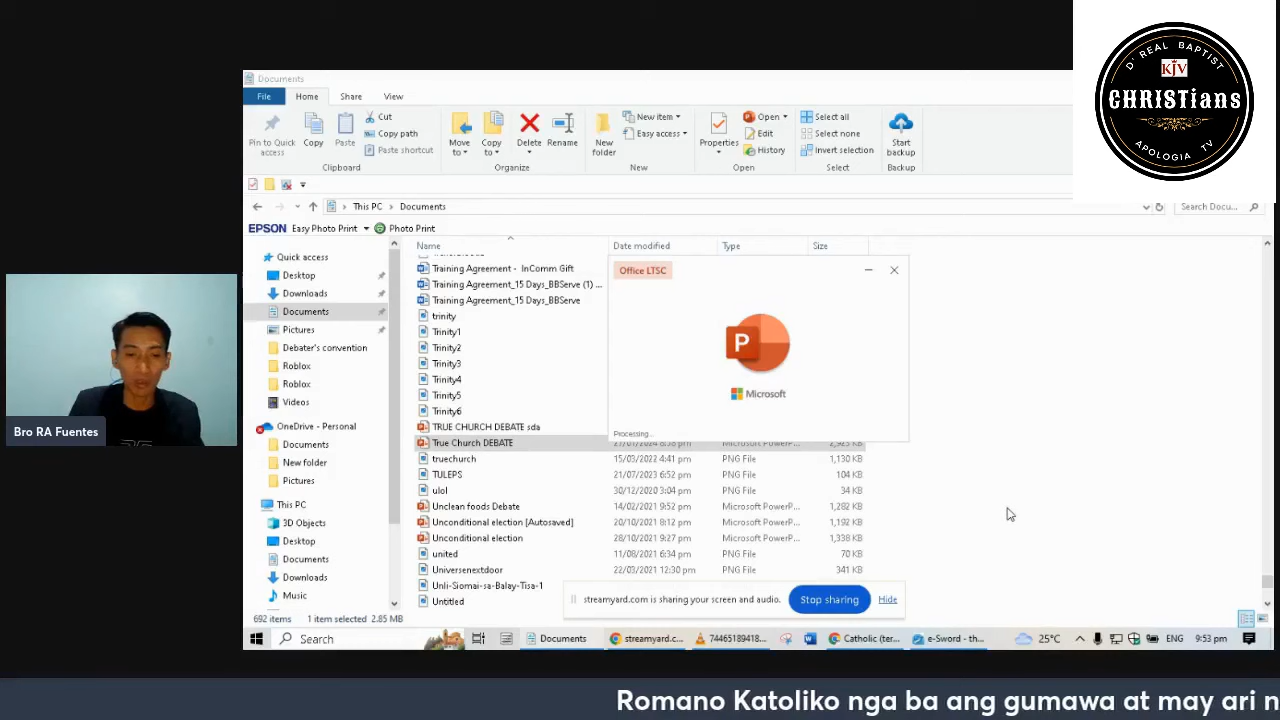 D' REAL BAPTIST
KJV
CHRISTians
APOLOGIA TV
Documents
File Home Share View
Pin to Quick access
Copy
Paste
Cut
Copy path
Paste shortcut
Clipboard
Move to
Copy to
Delete
Rename
Organize
New folder
New item
Easy access
New
Properties
Open
Edit
History
Open
Select all
Select none
Invert selection
Select
Start backup
Backup
This PC > Documents
Search Docu...
EPSON Easy Photo Print Photo Print
Quick access
Desktop
Downloads
Documents
Pictures
Debater's convention
Roblox
Roblox
Videos
OneDrive - Personal
Documents
New folder
Pictures
This PC
3D Objects
Desktop
Documents
Downloads
Music
Name Date modified Type Size
Training Agreement - InComm Gift
Training Agreement_15 Days_BBServe (1) ...
Training Agreement_15 Days_BBServe
trinity
Trinity1
Trinity2
Trinity3
Trinity4
Trinity5
Trinity6
TRUE CHURCH DEBATE sda
True Church DEBATE
truechurch 15/03/2022 4:41 pm PNG File 1,130 KB
TULEPS 21/07/2023 6:52 pm PNG File 104 KB
ulol 30/12/2020 3:04 pm PNG File 34 KB
Unclean foods Debate 14/02/2021 9:52 pm Microsoft PowerP... 1,282 KB
Unconditional election [Autosaved] 20/10/2021 8:12 pm Microsoft PowerP... 1,192 KB
Unconditional election 28/10/2021 9:27 pm Microsoft PowerP... 1,338 KB
united 11/08/2021 6:34 pm PNG File 70 KB
Universenextdoor 22/03/2021 12:30 pm PNG File 341 KB
Unli-Siomai-sa-Balay-Tisa-1
Untitled
Office LTSC
P
Microsoft
Processing...
streamyard.com is sharing your screen and audio. Stop sharing Hide
692 items 1 item selected 2.85 MB
Search
Documents
streamyard.c...
74465189418...
Catholic (ter...
e-Sword - th...
25°C
ENG 9:53 pm
Bro RA Fuentes
Romano Katoliko nga ba ang gumawa at may ari n